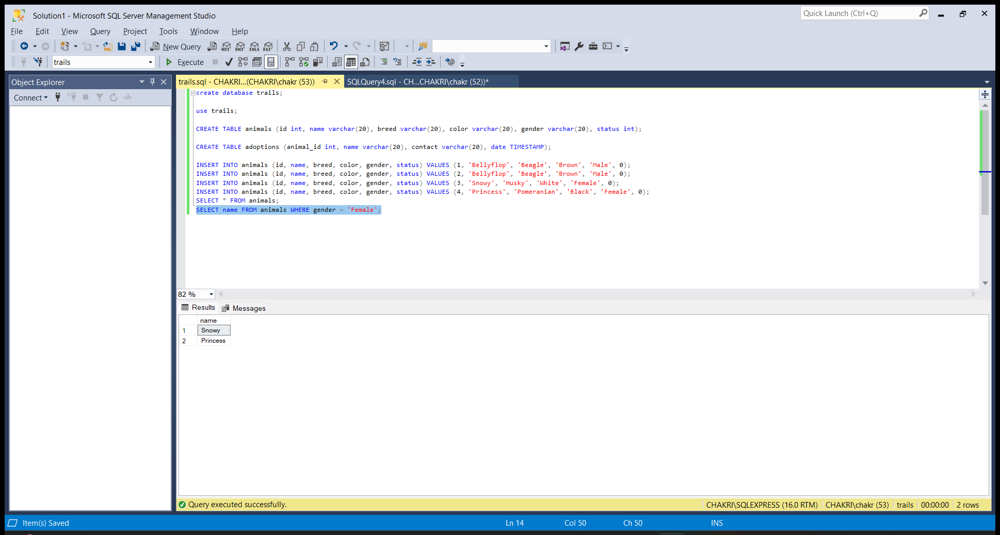 Solution1 - Microsoft SQL Server Management Studio
Quick Launch (Ctrl+Q)
File Edit View Query Project Tools Window Help
New Query MDX DMX XMLA DAX
trails Execute
Object Explorer
Connect
trails.sql - CHAKRI...(CHAKRI\chakr (53)) SQLQuery4.sql - CH...CHAKRI\chakr (52))*
create database trails;
use trails;
CREATE TABLE animals (id int, name varchar(20), breed varchar(20), color varchar(20), gender varchar(20), status int);
CREATE TABLE adoptions (animal_id int, name varchar(20), contact varchar(20), date TIMESTAMP);
INSERT INTO animals (id, name, breed, color, gender, status) VALUES (1, 'Bellyflop', 'Beagle', 'Brown', 'Male', 0);
INSERT INTO animals (id, name, breed, color, gender, status) VALUES (2, 'Bellyflop', 'Beagle', 'Brown', 'Male', 0);
INSERT INTO animals (id, name, breed, color, gender, status) VALUES (3, 'Snowy', 'Husky', 'White', 'Female', 0);
INSERT INTO animals (id, name, breed, color, gender, status) VALUES (4, 'Princess', 'Pomeranian', 'Black', 'Female', 0);
SELECT * FROM animals;
SELECT name FROM animals WHERE gender = 'Female';
82 %
Results Messages
name
1 Snowy
2 Princess
Query executed successfully. CHAKRI\SQLEXPRESS (16.0 RTM) CHAKRI\chakr (53) trails 00:00:00 2 rows
Item(s) Saved Ln 14 Col 50 Ch 50 INS